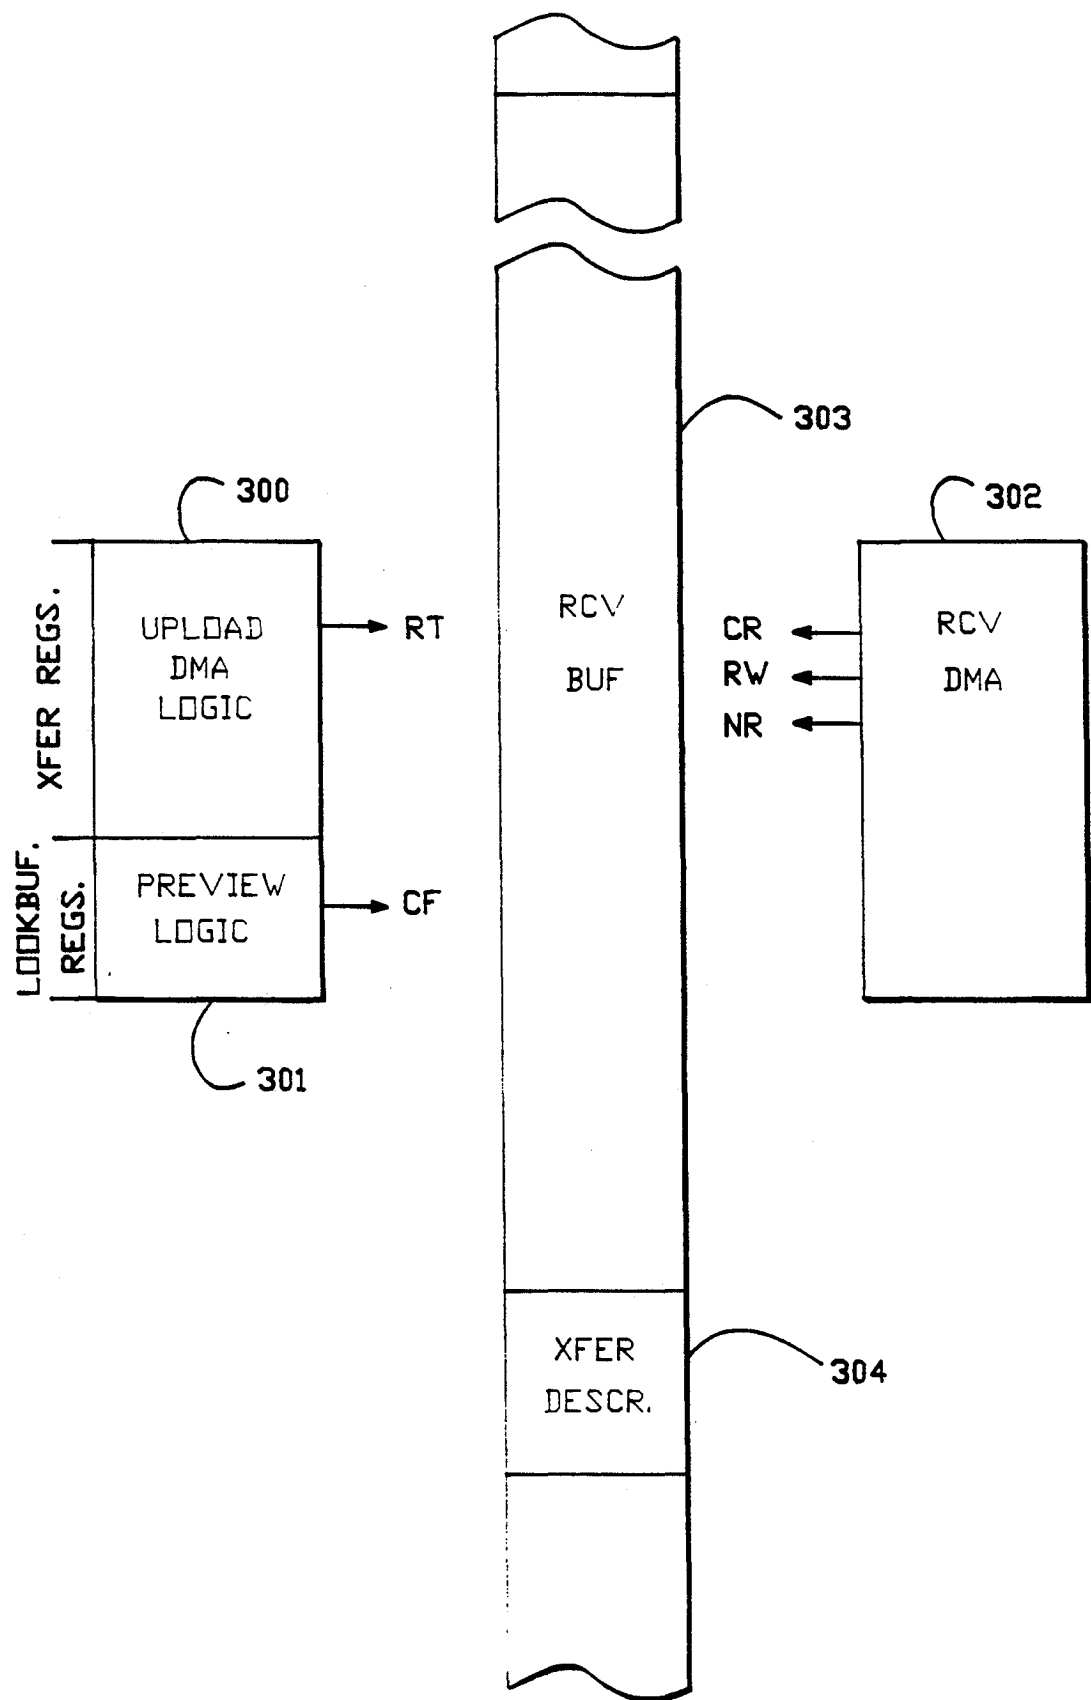 303
300
302
XFER REGS.
UPLOAD
DMA
LOGIC
RT
RCV
BUF
CR
RW
NR
RCV
DMA
LOOKBUF.
REGS.
PREVIEW
LOGIC
CF
301
XFER
DESCR.
304